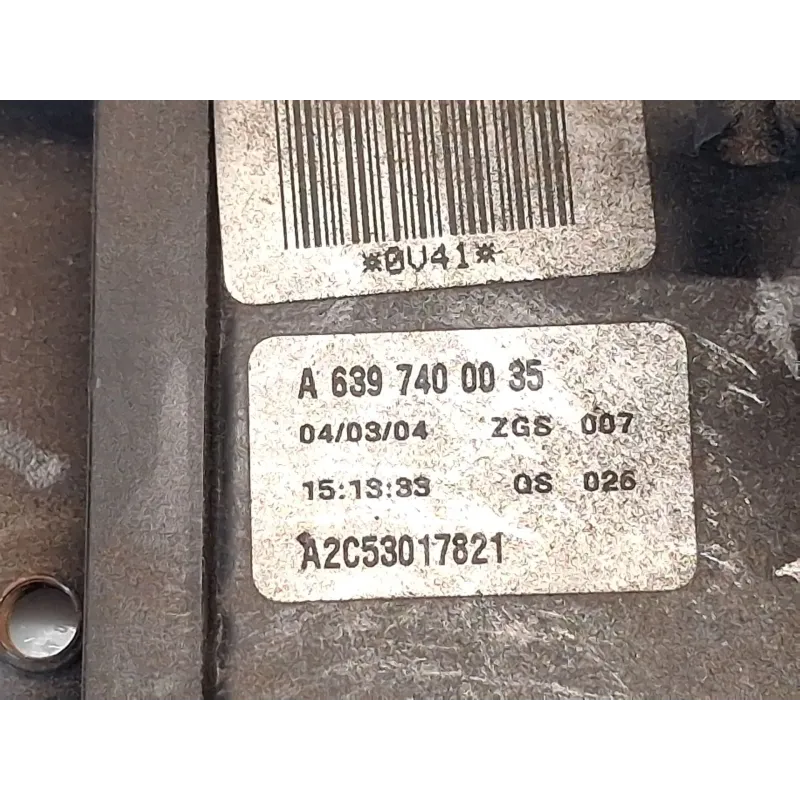 *0V41*
A 639 740 00 35
04/03/04 ZGS 007
15:13:33 QS 026
A2C53017821